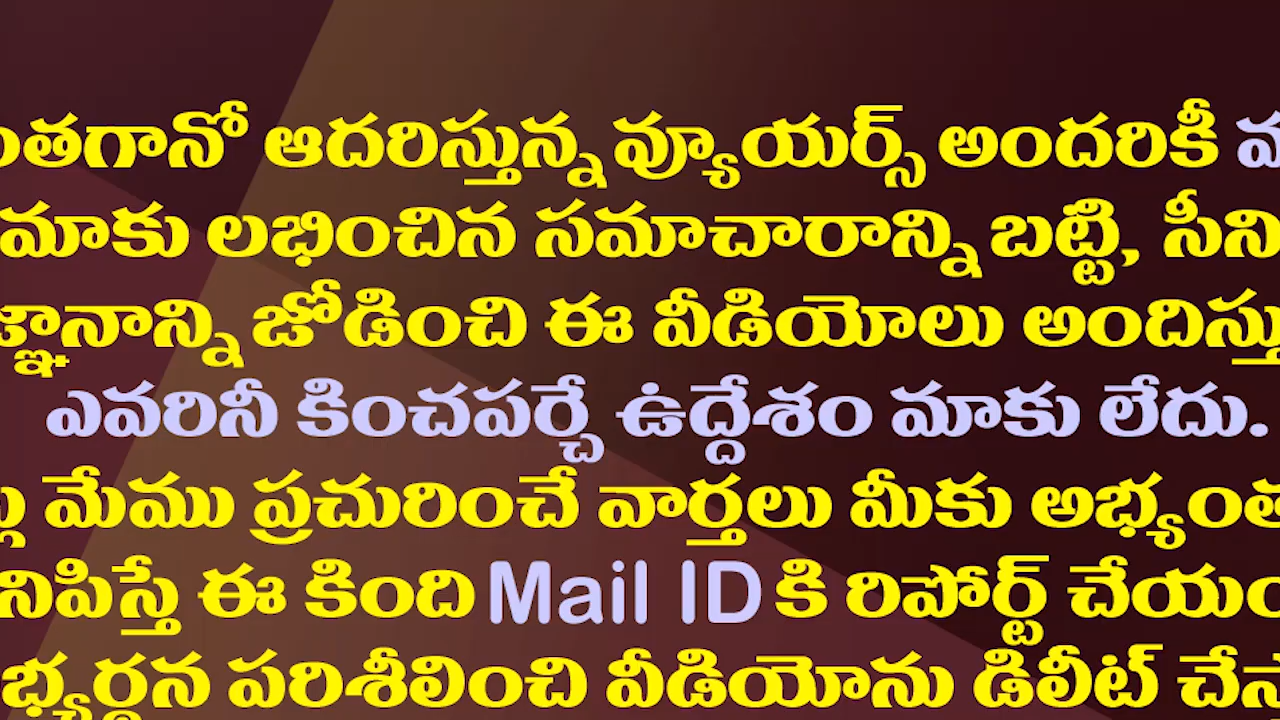 ంతగానో ఆదరిస్తున్న వ్యూయర్స్ అందరికీ
మాకు లభించిన సమాచారాన్ని బట్టి, సీని
జ్ఞానాన్ని జోడించి ఈ వీడియోలు అందిస్తు
ఎవరినీ కించపర్చే ఉద్దేశం మాకు లేదు.
మేము ప్రచురించే వార్తలు మీకు అభ్యంత
నిపిస్తే ఈ కింది Mail ID కి రిపోర్ట్ చేయం
భ్యర్థన పరిశీలించి వీడియోను డిలీట్ చేస